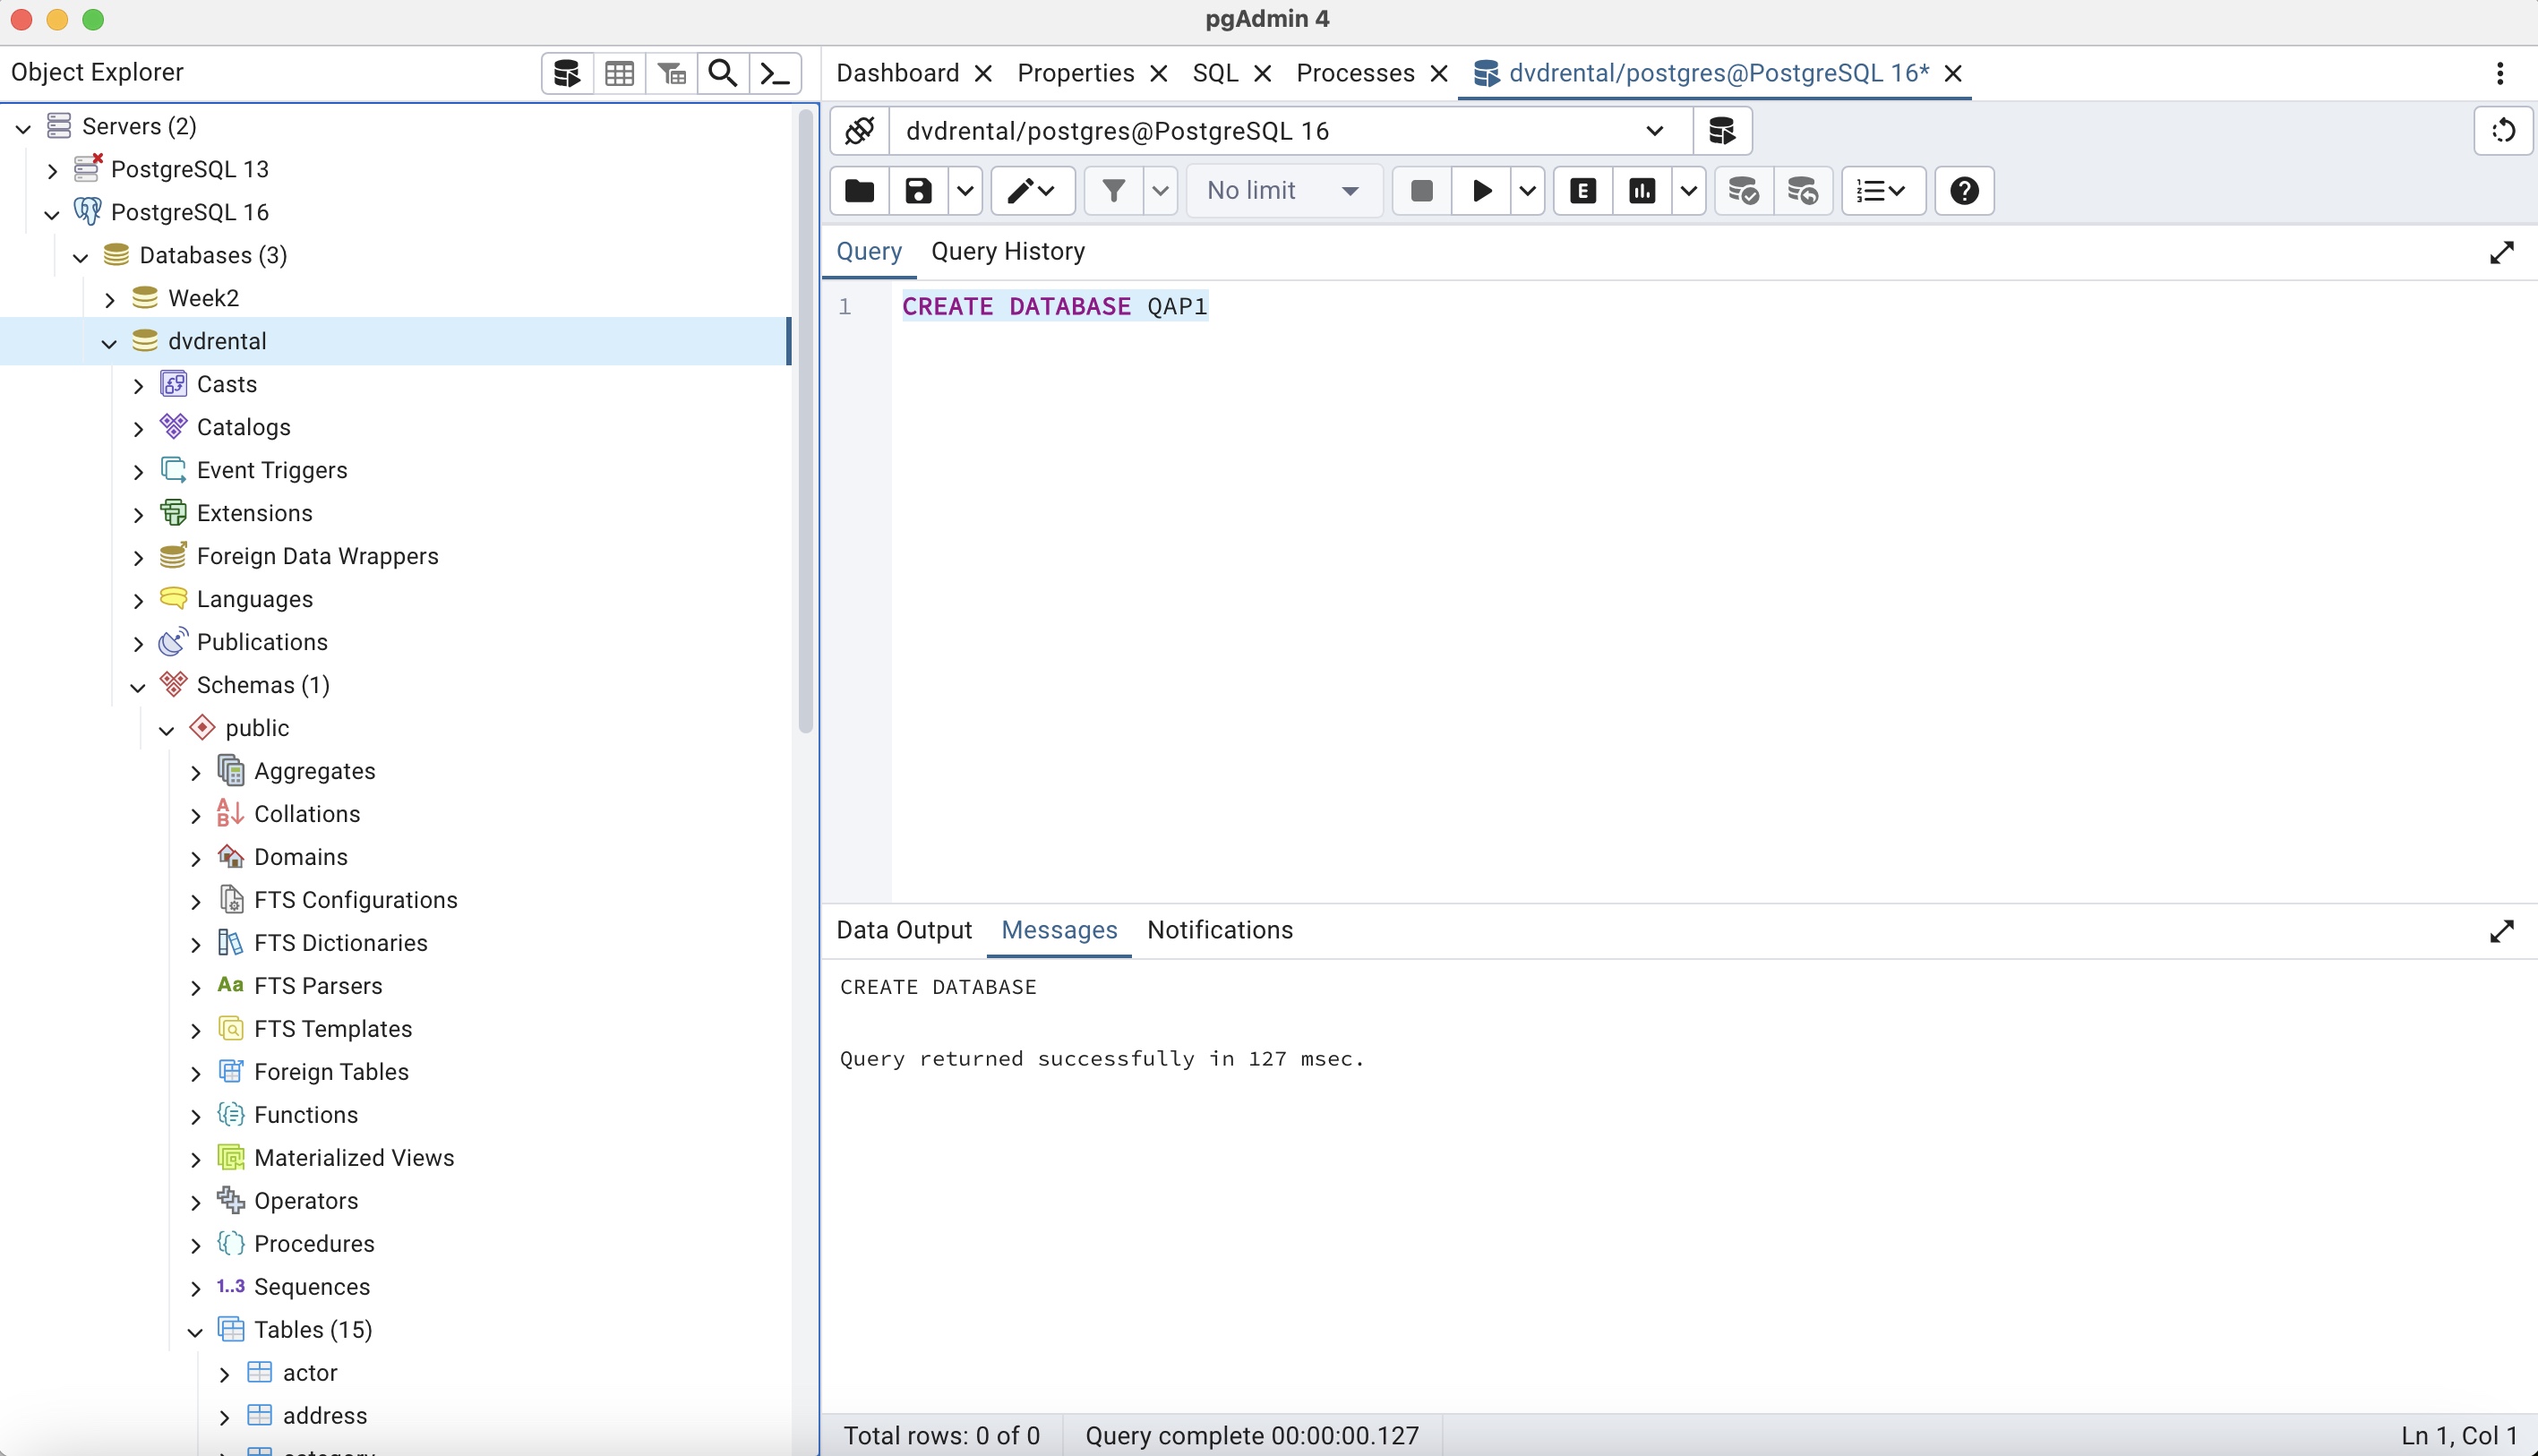 pgAdmin 4
Object Explorer
Servers (2)
PostgreSQL 13
PostgreSQL 16
Databases (3)
Week2
dvdrental
Casts
Catalogs
Event Triggers
Extensions
Foreign Data Wrappers
Languages
Publications
Schemas (1)
public
Aggregates
Collations
Domains
FTS Configurations
FTS Dictionaries
Aa FTS Parsers
FTS Templates
Foreign Tables
Functions
Materialized Views
Operators
Procedures
1..3 Sequences
Tables (15)
actor
address
category
Dashboard Properties SQL Processes dvdrental/postgres@PostgreSQL 16*
dvdrental/postgres@PostgreSQL 16
No limit E
Query Query History
1 CREATE DATABASE QAP1
Data Output Messages Notifications
CREATE DATABASE
Query returned successfully in 127 msec.
Total rows: 0 of 0 Query complete 00:00:00.127 Ln 1, Col 1